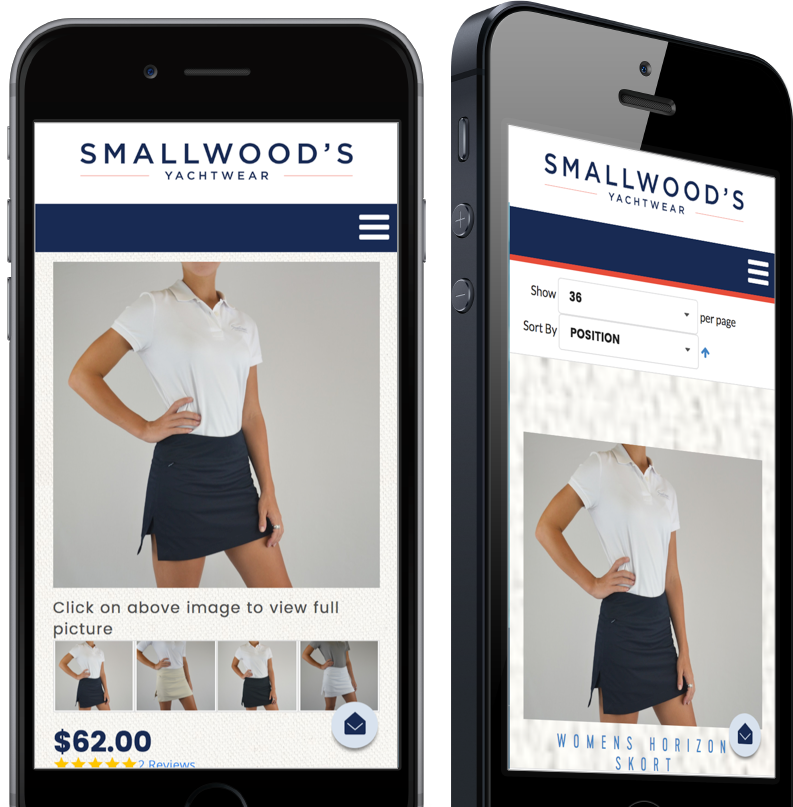 SMALLWOOD'S
YACHTWEAR
Click on above image to view full
picture
$62.00
2 Reviews
SMALLWOOD'S
YACHTWEAR
Show 36 per page
Sort By POSITION
WOMENS HORIZON
SKORT